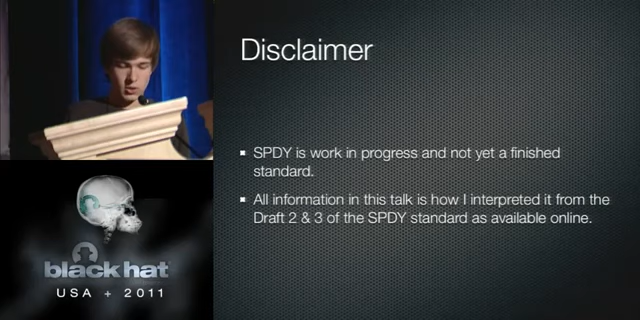 Disclaimer
SPDY is work in progress and not yet a finished
standard.
All information in this talk is how I interpreted it from the
Draft 2 & 3 of the SPDY standard as available online.
black hat
USA + 2011